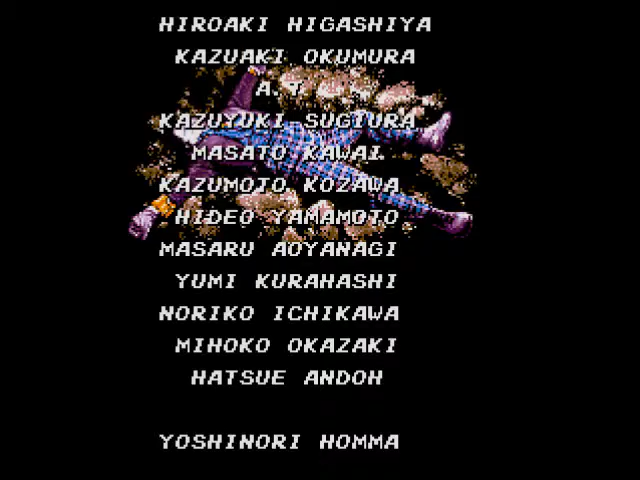 HIROAKI HIGASHIYA
KAZUAKI OKUMURA
A.T.
KAZUYUKI SUGIURA
MASATO KAWAI
KAZUMOTO KOZAWA
HIDEO YAMAMOTO
MASARU AOYANAGI
YUMI KURAHASHI
NORIKO ICHIKAWA
MIHOKO OKAZAKI
HATSUE ANDOH
YOSHINORI HOMMA